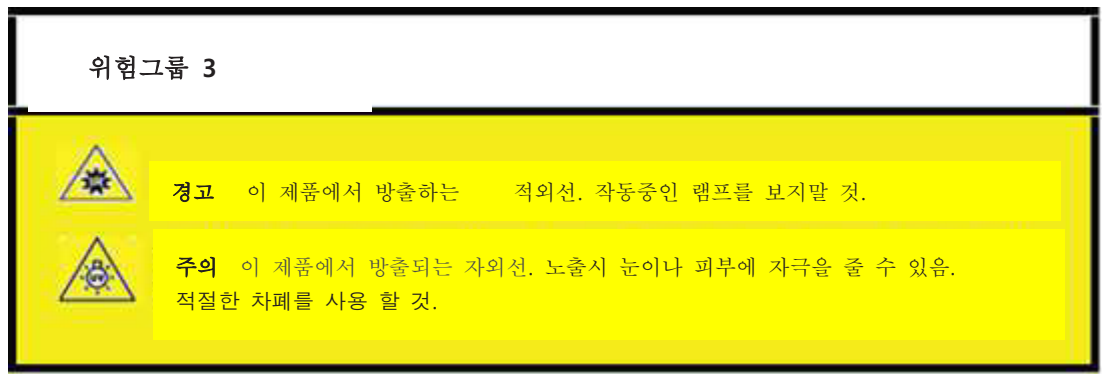 위험그룹 3
경고 이 제품에서 방출하는 적외선. 작동중인 램프를 보지말 것.
주의 이 제품에서 방출되는 자외선. 노출시 눈이나 피부에 자극을 줄 수 있음.
적절한 차폐를 사용 할 것.